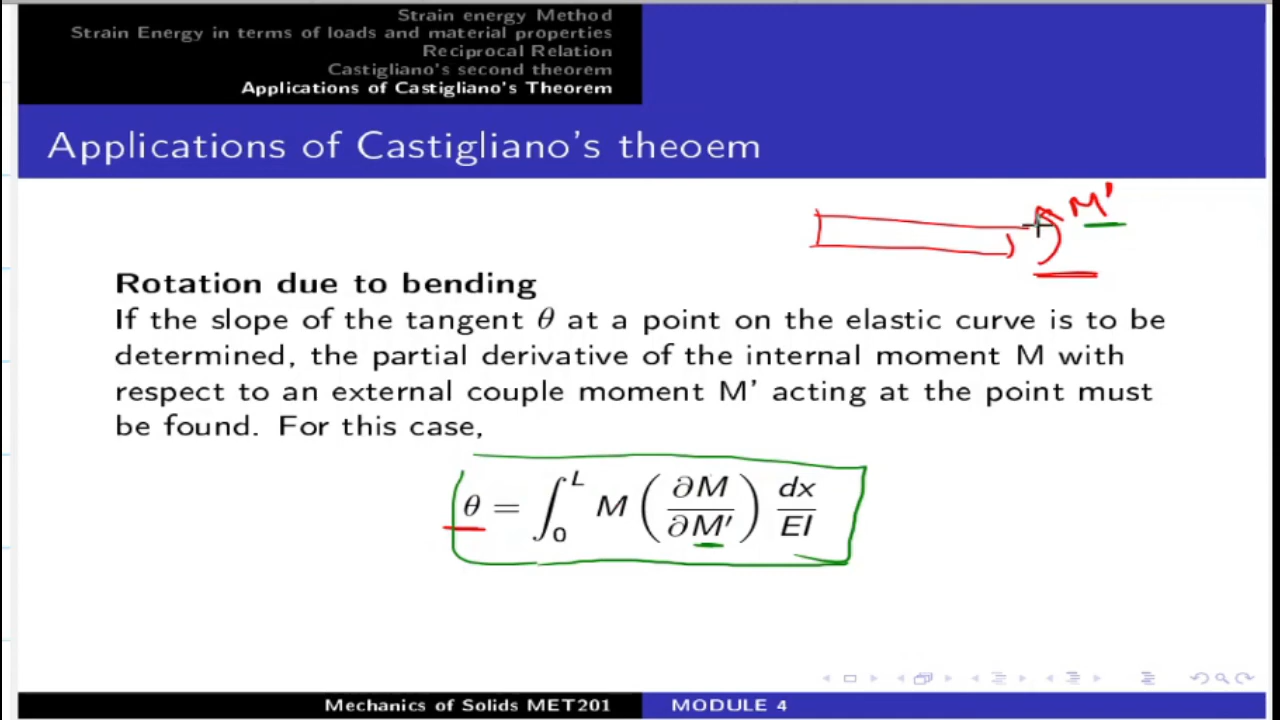 Strain energy Method
Strain Energy in terms of loads and material properties
Reciprocal Relation
Castigliano's second theorem
Applications of Castigliano's Theorem
Applications of Castigliano's theoem
M'
Rotation due to bending
If the slope of the tangent θ at a point on the elastic curve is to be
determined, the partial derivative of the internal moment M with
respect to an external couple moment M' acting at the point must
be found. For this case,
θ = ∫₀ᴸ M (∂M/∂M') dx/EI
Mechanics of Solids MET201 MODULE 4